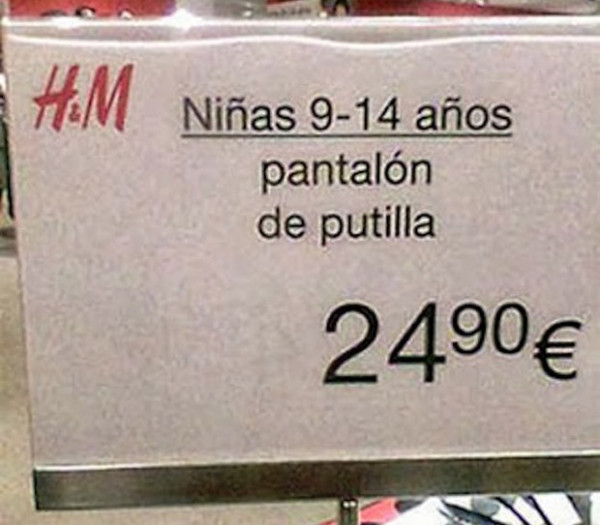 H&M
Niñas 9-14 años
pantalón
de putilla
2490€